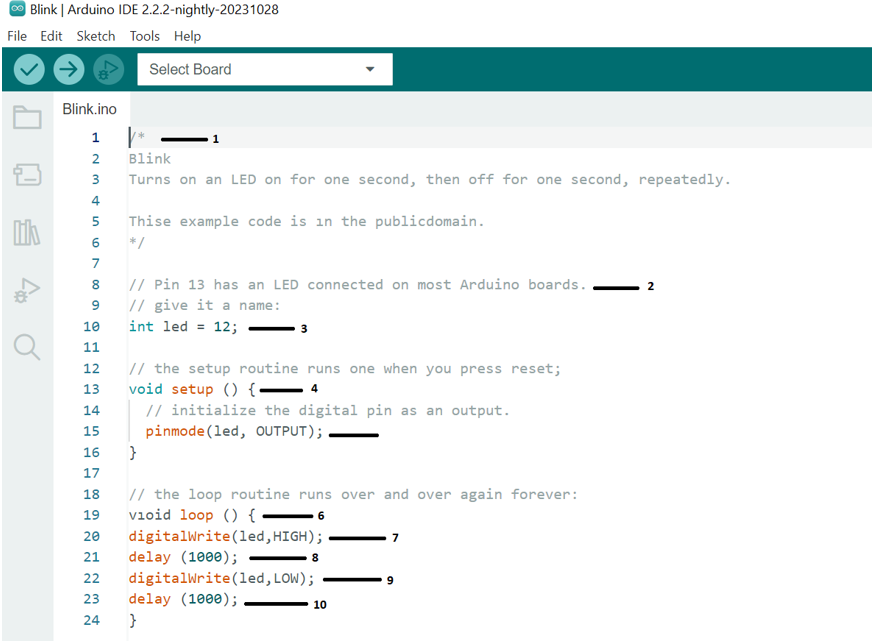 Blink | Arduino IDE 2.2.2-nightly-20231028
File Edit Sketch Tools Help
Select Board
Blink.ino
1 /* 1
2 Blink
3 Turns on an LED on for one second, then off for one second, repeatedly.
4
5 Thise example code is ın the publicdomain.
6 */
7
8 // Pin 13 has an LED connected on most Arduino boards. 2
9 // give it a name:
10 int led = 12; 3
11
12 // the setup routine runs one when you press reset;
13 void setup () { 4
14 // initialize the digital pin as an output.
15 pinmode(led, OUTPUT);
16 }
17
18 // the loop routine runs over and over again forever:
19 vıoid loop () { 6
20 digitalWrite(led,HIGH); 7
21 delay (1000); 8
22 digitalWrite(led,LOW); 9
23 delay (1000); 10
24 }